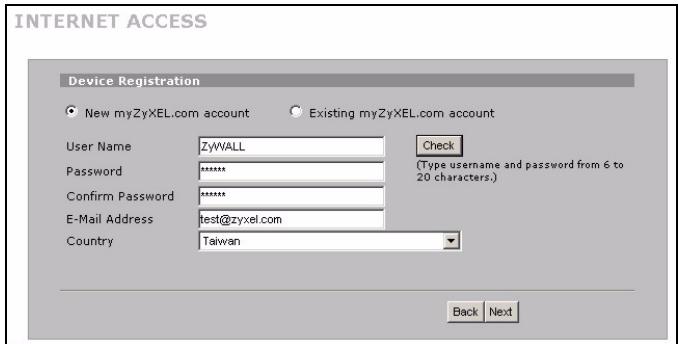 INTERNET ACCESS
Device Registration
New myZyXEL.com account Existing myZyXEL.com account
User Name ZyWALL Check
(Type username and password from 6 to
20 characters.)
Password ******
Confirm Password ******
E-Mail Address test@zyxel.com
Country Taiwan
Back Next